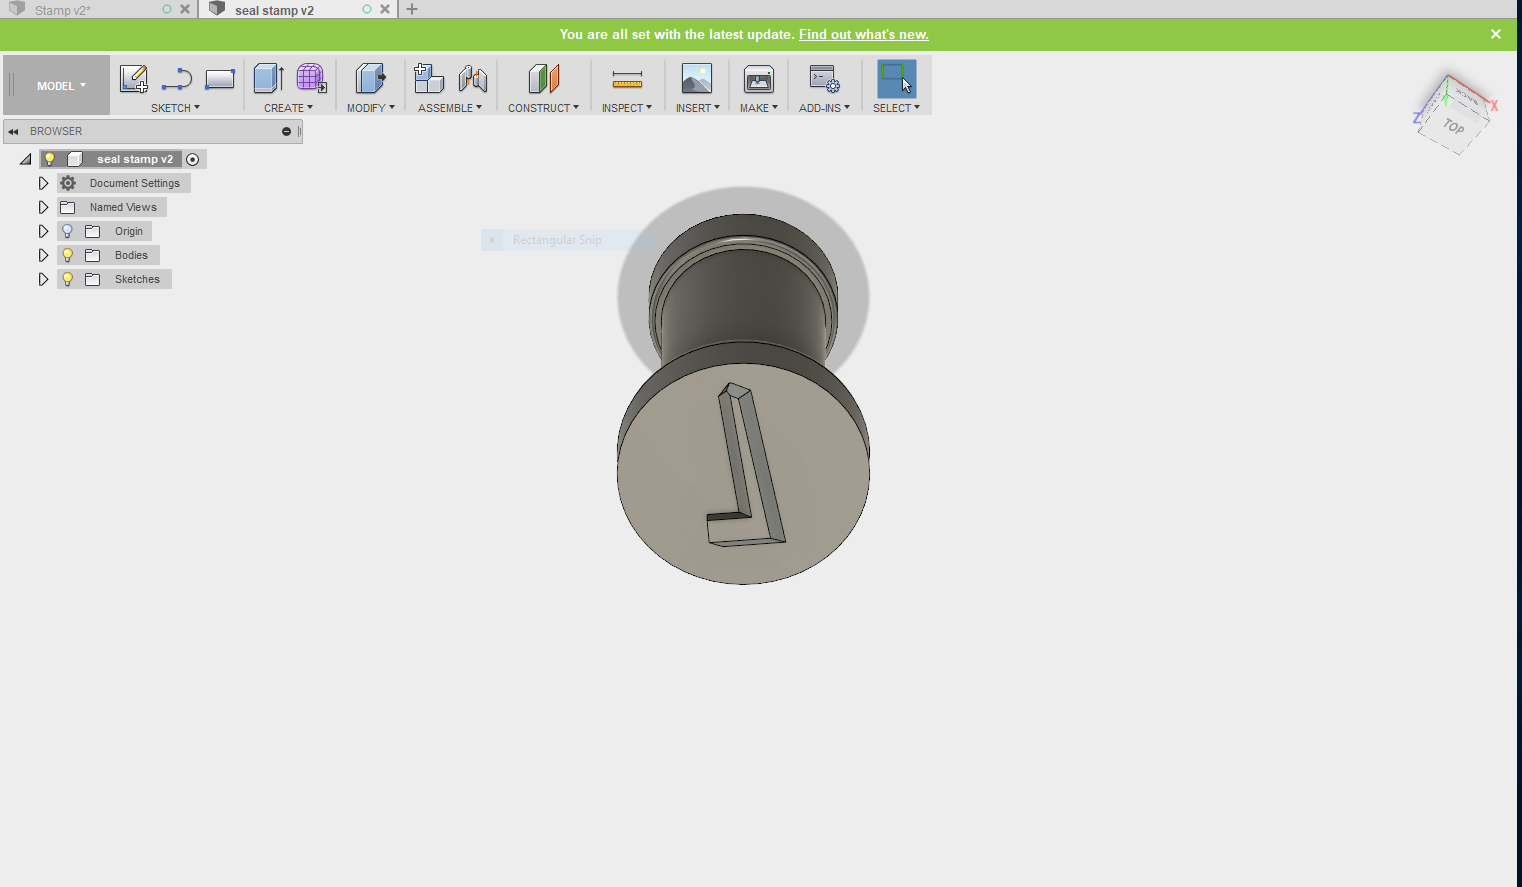 Stamp v2*
seal stamp v2
You are all set with the latest update. Find out what's new.
MODEL
SKETCH
CREATE
MODIFY
ASSEMBLE
CONSTRUCT
INSPECT
INSERT
MAKE
ADD-INS
SELECT
BROWSER
seal stamp v2
Document Settings
Named Views
Origin
Bodies
Sketches
Rectangular Snip
X
Z
TOP